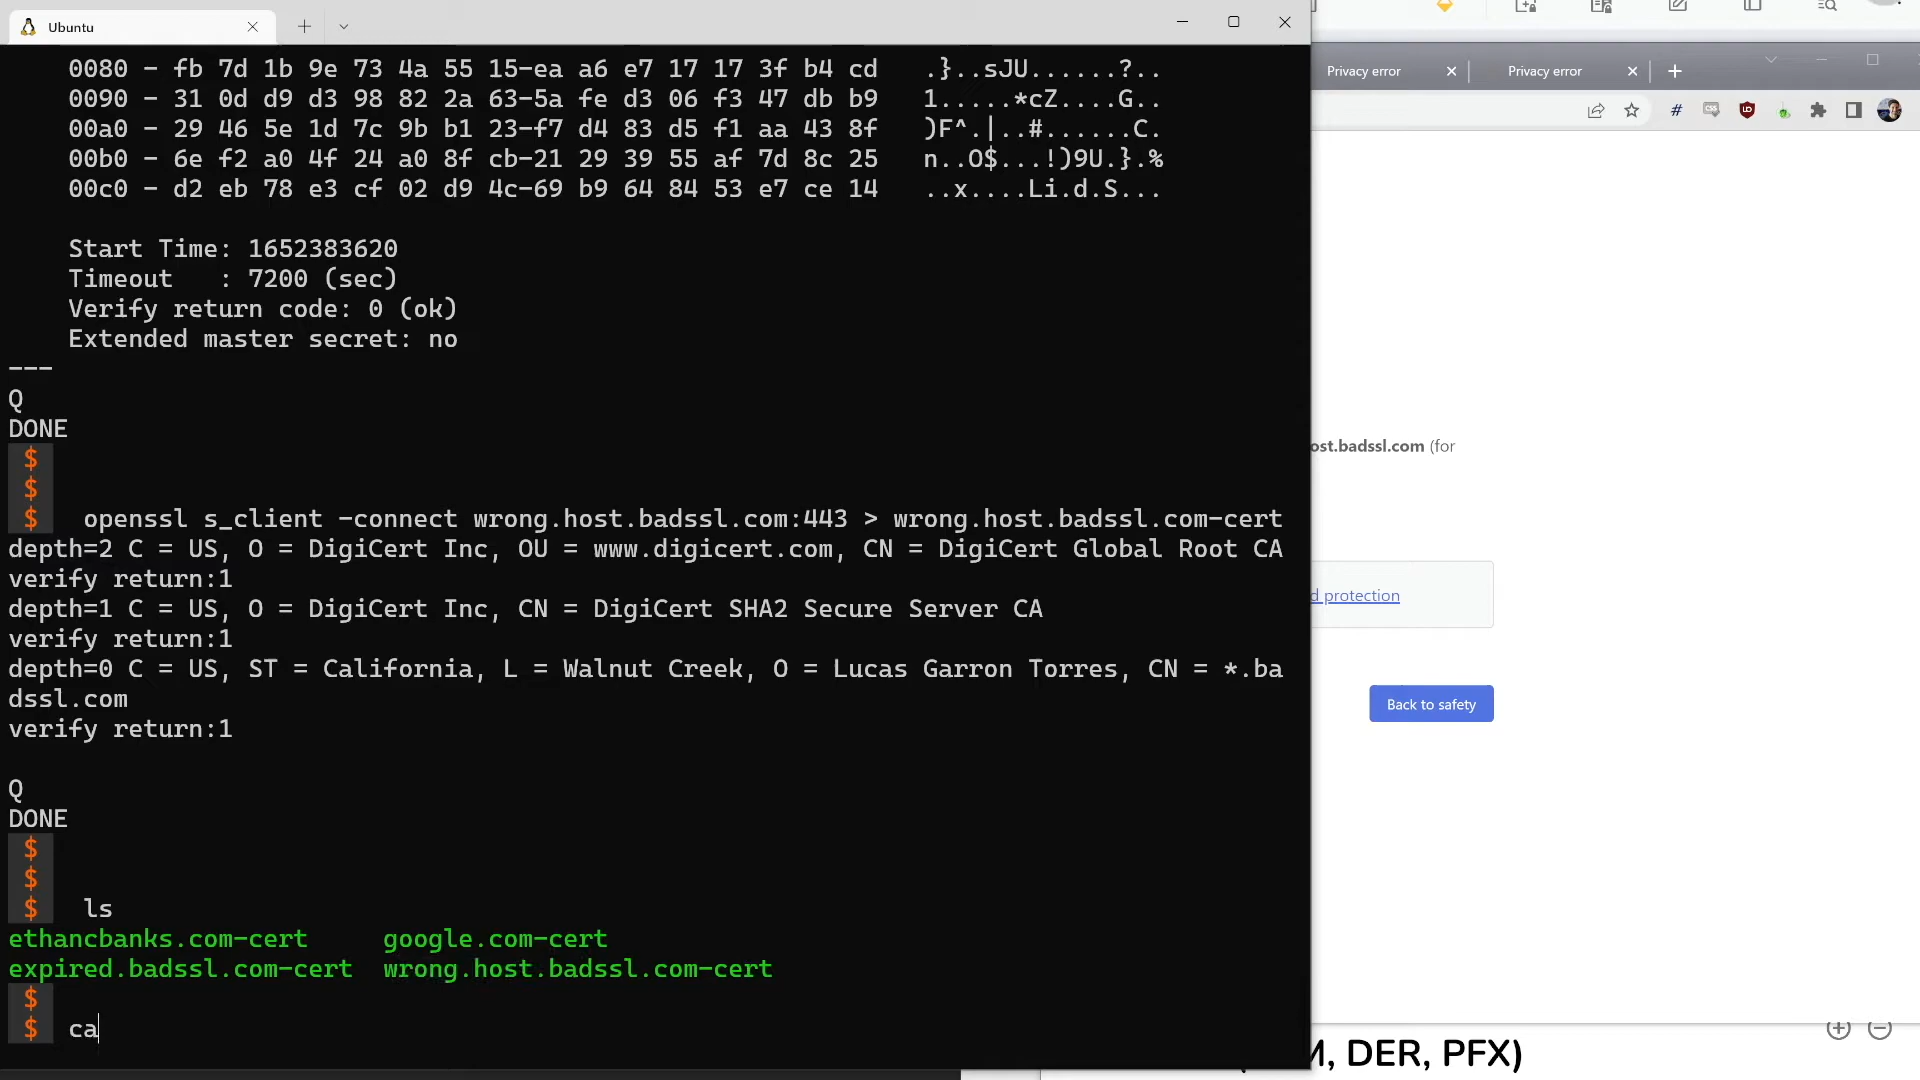 Ubuntu
0080 - fb 7d 1b 9e 73 4a 55 15-ea a6 e7 17 17 3f b4 cd   .}..sJU......?..
0090 - 31 0d d9 d3 98 82 2a 63-5a fe d3 06 f3 47 db b9   1.....*cZ....G..
00a0 - 29 46 5e 1d 7c 9b b1 23-f7 d4 83 d5 f1 aa 43 8f   )F^.|..#......C.
00b0 - 6e f2 a0 4f 24 a0 8f cb-21 29 39 55 af 7d 8c 25   n..O$...!)9U.}.%
00c0 - d2 eb 78 e3 cf 02 d9 4c-69 b9 64 84 53 e7 ce 14   ..x....Li.d.S...
Start Time: 1652383620
Timeout   : 7200 (sec)
Verify return code: 0 (ok)
Extended master secret: no
---
Q
DONE
$
$
$ openssl s_client -connect wrong.host.badssl.com:443 > wrong.host.badssl.com-cert
depth=2 C = US, O = DigiCert Inc, OU = www.digicert.com, CN = DigiCert Global Root CA
verify return:1
depth=1 C = US, O = DigiCert Inc, CN = DigiCert SHA2 Secure Server CA
verify return:1
depth=0 C = US, ST = California, L = Walnut Creek, O = Lucas Garron Torres, CN = *.ba
dssl.com
verify return:1
Q
DONE
$
$
$ ls
ethancbanks.com-cert     google.com-cert
expired.badssl.com-cert  wrong.host.badssl.com-cert
$
$ ca
Privacy error
Privacy error
ost.badssl.com (for
d protection
Back to safety
M, DER, PFX)